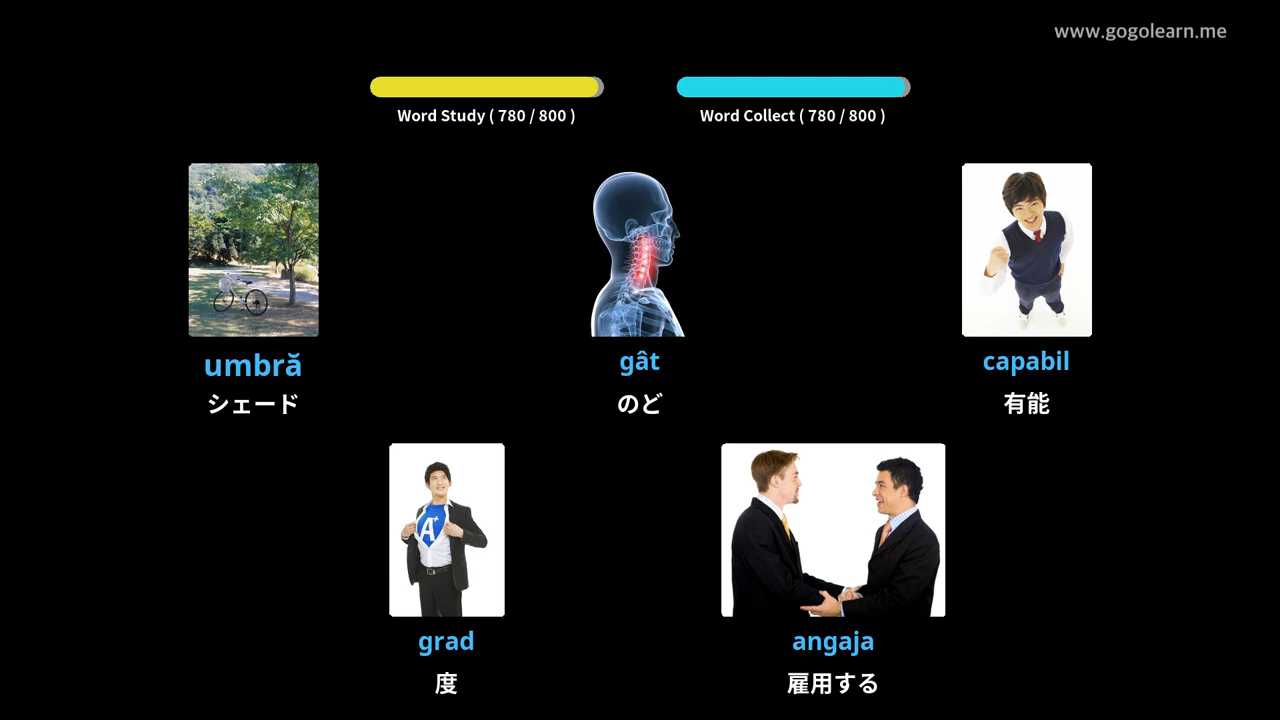 www.gogolearn.me
Word Study ( 780 / 800 )
Word Collect ( 780 / 800 )
umbră
シェード
gât
のど
capabil
有能
A+
grad
度
angaja
雇用する